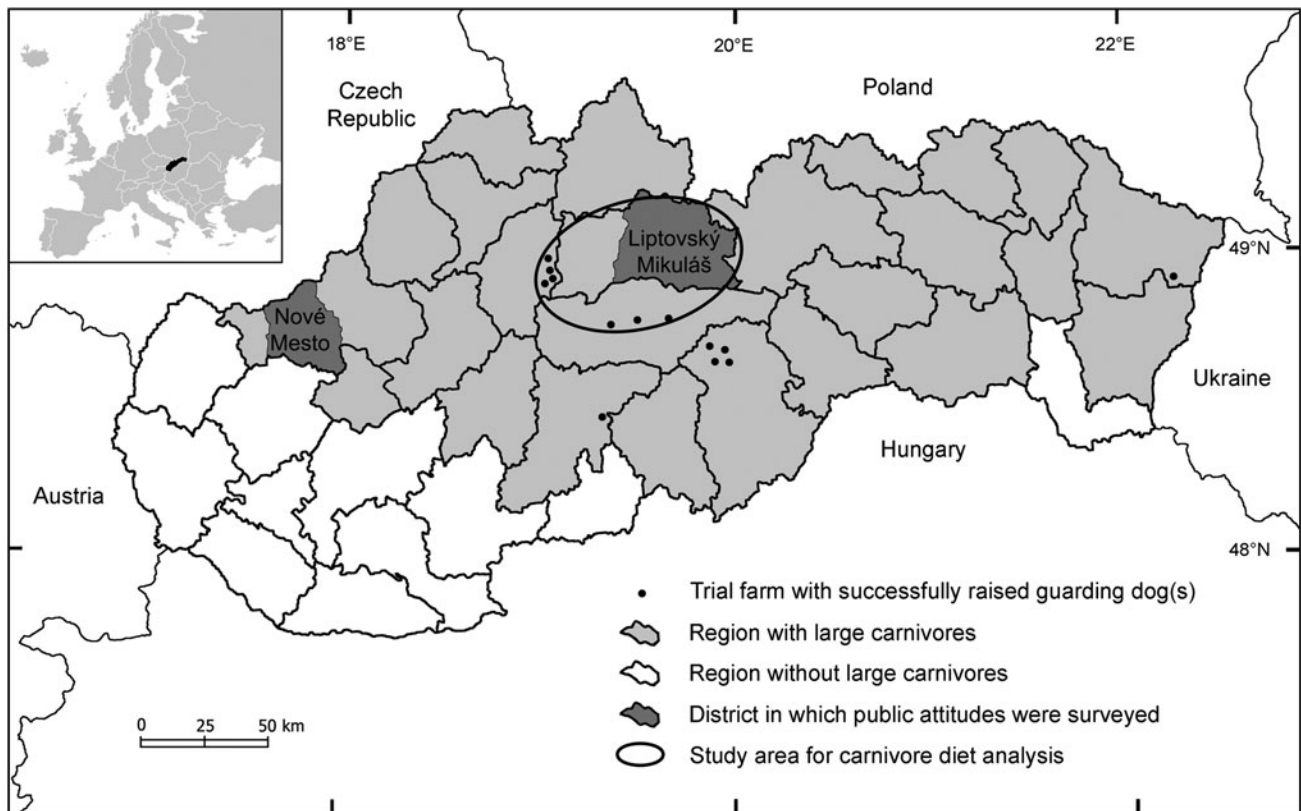 18°E
20°E
22°E
Czech
Republic
Poland
49°N
Liptovský
Mikuláš
Nové
Mesto
Ukraine
Hungary
Austria
48°N
Trial farm with successfully raised guarding dog(s)
Region with large carnivores
Region without large carnivores
District in which public attitudes were surveyed
Study area for carnivore diet analysis
0 25 50 km